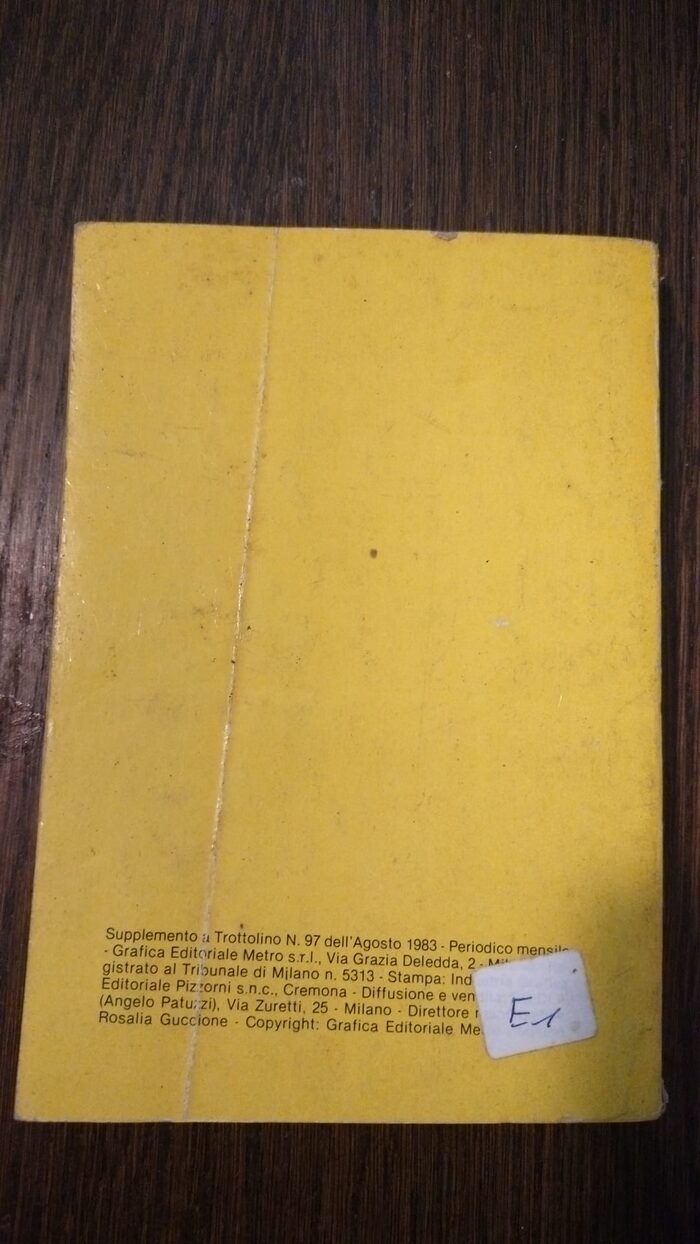 Supplemento a Trottolino N. 97 dell'Agosto 1983 - Periodico mensile
- Grafica Editoriale Metro s.r.l., Via Grazia Deledda, 2 -
gistrato al Tribunale di Milano n. 5313 - Stampa:
Editoriale Pizzorni s.n.c., Cremona - Diffusione e
(Angelo Patuzzi), Via Zuretti, 25 - Milano - Direttore
Rosalia Guccione - Copyright: Grafica Editoriale
E1